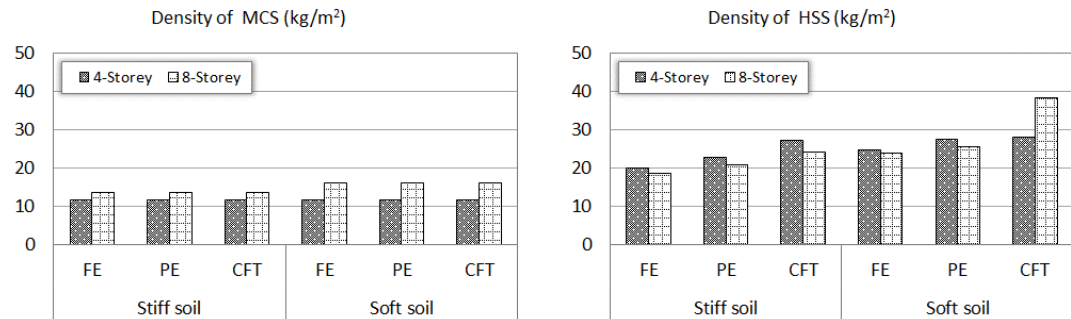 Density of MCS (kg/m²)
50
40
30
20
10
0
4-Storey 8-Storey
FE PE CFT FE PE CFT
Stiff soil Soft soil
Density of HSS (kg/m²)
50
40
30
20
10
0
4-Storey 8-Storey
FE PE CFT FE PE CFT
Stiff soil Soft soil